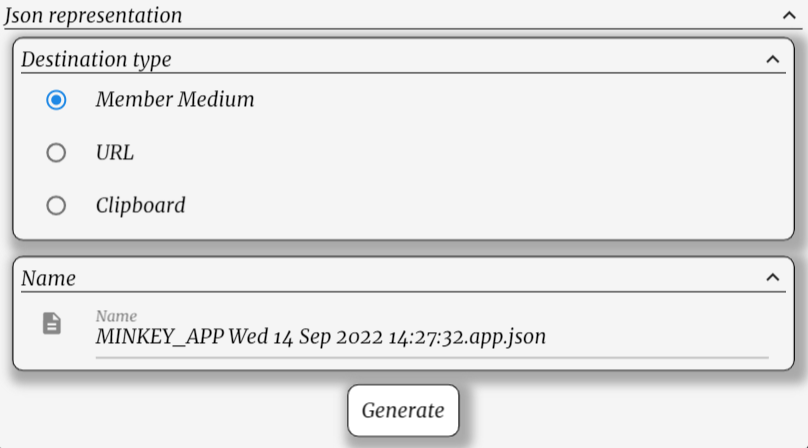 Json representation
Destination type
Member Medium
URL
Clipboard
Name
Name
MINKEY_APP Wed 14 Sep 2022 14:27:32.app.json
Generate